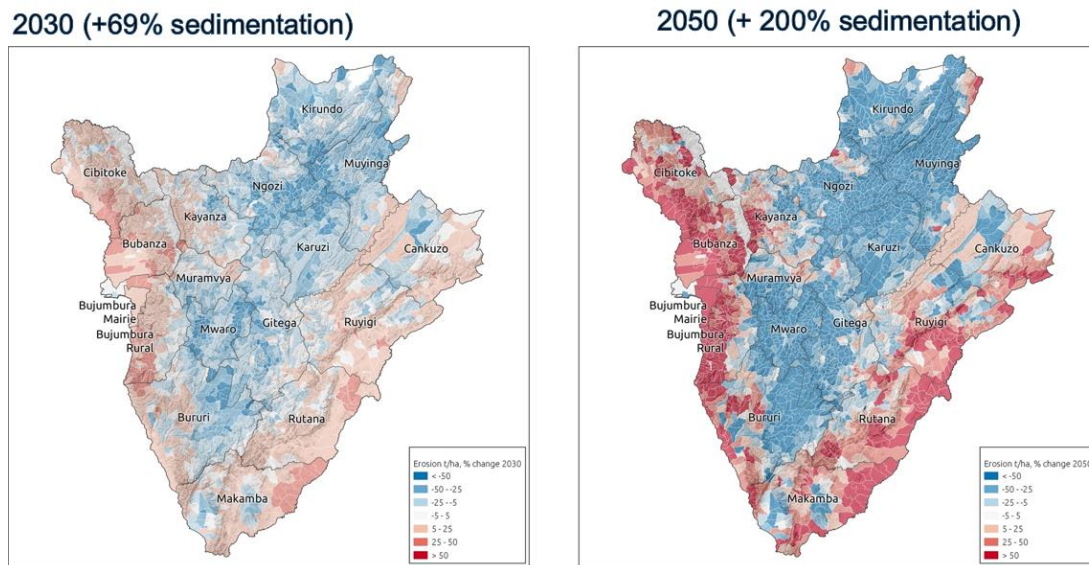 2030 (+69% sedimentation)
Kirundo
Muyinga
Ngozi
Cibitoke
Kayanza
Bubanza
Karuzi
Cankuzo
Muramvya
Bujumbura
Mairie
Bujumbura
Rural
Mwaro
Gitega
Ruyigi
Bururi
Rutana
Makamba
Erosion t/ha, % change 2030
< -50
-50 - -25
-25 - -5
-5 - 5
5 - 25
25 - 50
> 50
2050 (+ 200% sedimentation)
Kirundo
Muyinga
Ngozi
Cibitoke
Kayanza
Bubanza
Karuzi
Cankuzo
Muramvya
Bujumbura
Mairie
Bujumbura
Rural
Mwaro
Gitega
Ruyigi
Bururi
Rutana
Makamba
Erosion t/ha, % change 2050
< -50
-50 - -25
-25 - -5
-5 - 5
5 - 25
25 - 50
> 50